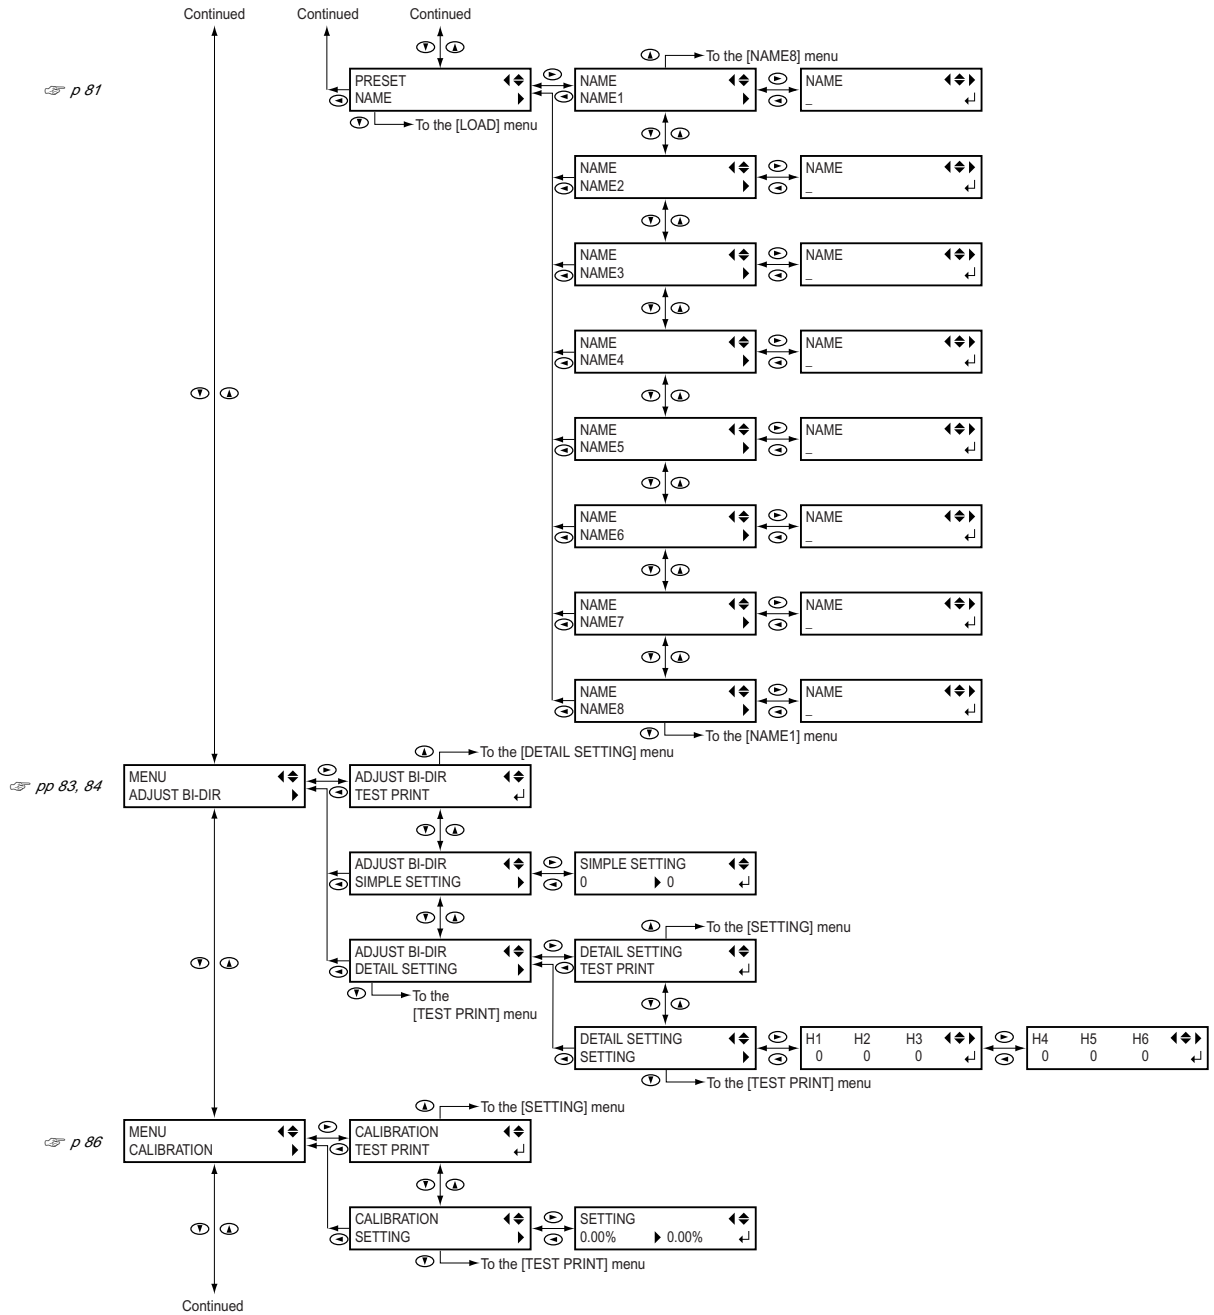 Continued
Continued
Continued
To the [NAME8] menu
☞ p 81
PRESET
NAME
NAME
NAME1
NAME
_
To the [LOAD] menu
NAME
NAME2
NAME
_
NAME
NAME3
NAME
_
NAME
NAME4
NAME
_
NAME
NAME5
NAME
_
NAME
NAME6
NAME
_
NAME
NAME7
NAME
_
NAME
NAME8
NAME
_
To the [NAME1] menu
To the [DETAIL SETTING] menu
☞ pp 83, 84
MENU
ADJUST BI-DIR
ADJUST BI-DIR
TEST PRINT
ADJUST BI-DIR
SIMPLE SETTING
SIMPLE SETTING
0 0
To the [SETTING] menu
ADJUST BI-DIR
DETAIL SETTING
DETAIL SETTING
TEST PRINT
To the
[TEST PRINT] menu
DETAIL SETTING
SETTING
H1 H2 H3
0 0 0
H4 H5 H6
0 0 0
To the [TEST PRINT] menu
To the [SETTING] menu
☞ p 86
MENU
CALIBRATION
CALIBRATION
TEST PRINT
CALIBRATION
SETTING
SETTING
0.00% 0.00%
To the [TEST PRINT] menu
Continued